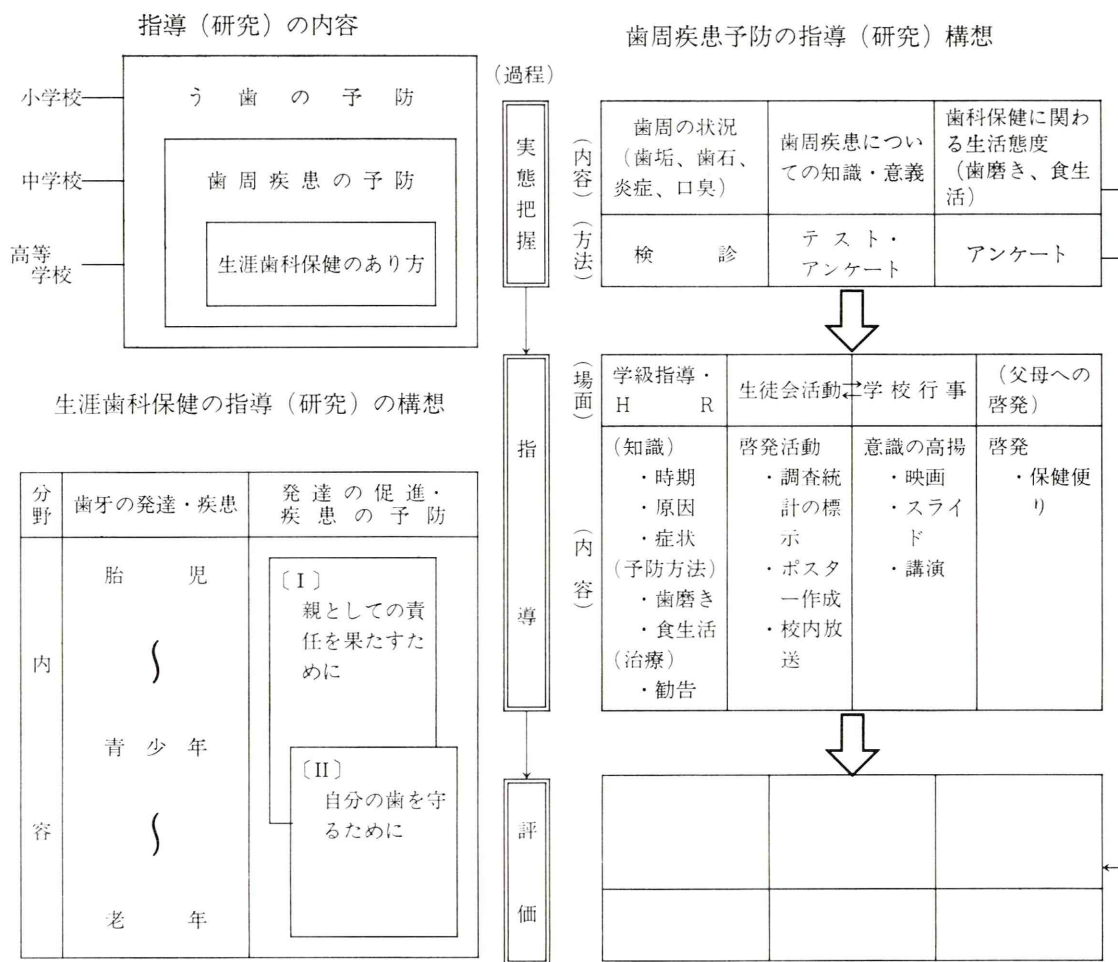 指導（研究）の内容
小学校
う歯の予防
中学校
歯周疾患の予防
高等
学校
生涯歯科保健のあり方
生涯歯科保健の指導（研究）の構想
分野
歯牙の発達・疾患
発達の促進・
疾患の予防
内容
胎児
〜
青少年
〜
老年
〔Ⅰ〕
親としての責
任を果たすた
めに
〔Ⅱ〕
自分の歯を守
るために
歯周疾患予防の指導（研究）構想
（過程）
実態把握
指導
評価
（内容）
歯周の状況
（歯垢、歯石、
炎症、口臭）
歯周疾患につい
ての知識・意義
歯科保健に関わ
る生活態度
（歯磨き、食生
活）
（方法）
検診
テスト・
アンケート
アンケート
（場面）
学級指導・
H R
生徒会活動⇄学校行事
（父母への
啓発）
（内容）
（知識）
・時期
・原因
・症状
（予防方法）
・歯磨き
・食生活
（治療）
・勧告
啓発活動
・調査統
計の標
示
・ポスタ
ー作成
・校内放
送
意識の高揚
・映画
・スライ
ド
・講演
啓発
・保健便
り